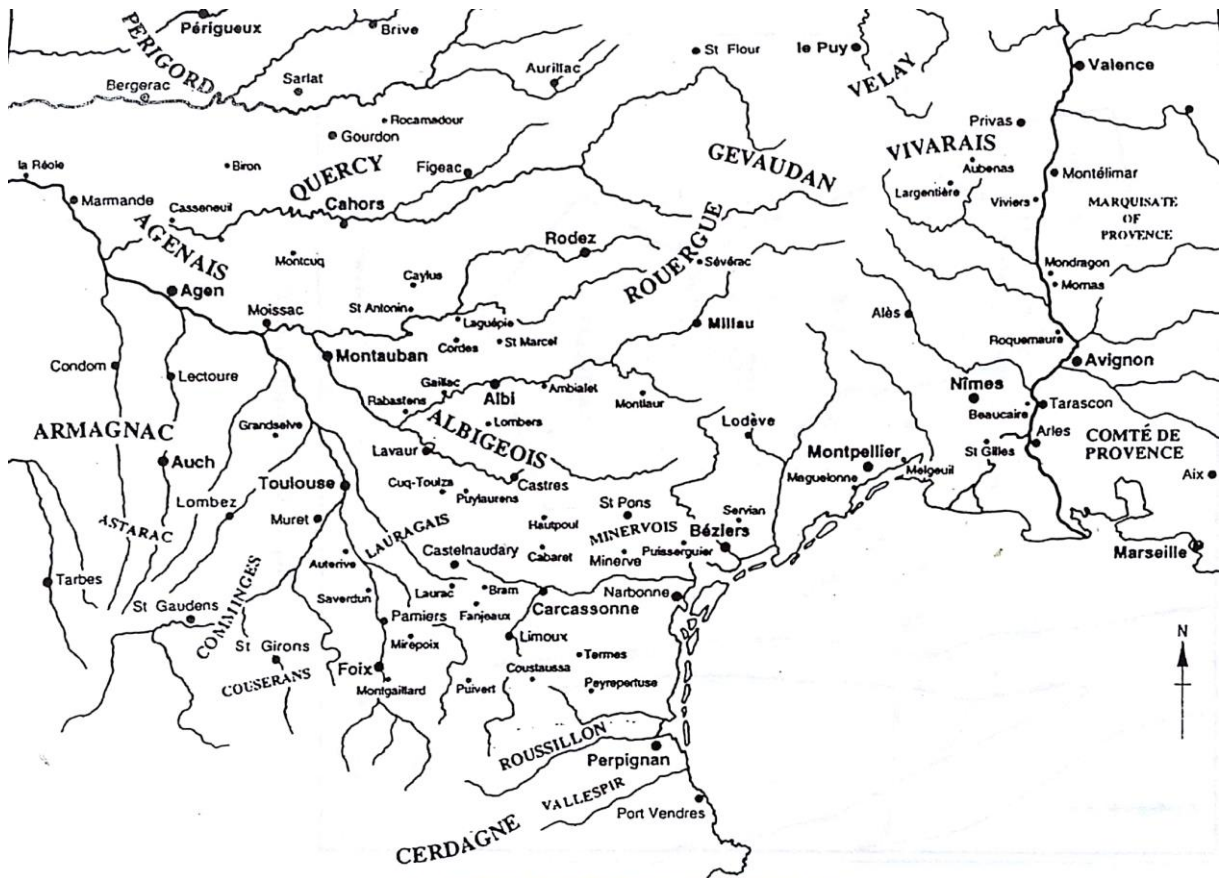 Périgueux
Brive
PERIGORD
St Flour
le Puy
VELAY
Valence
Aurillac
Bergerac
Sarlat
Rocamadour
Gourdon
Privas
VIVARAIS
Aubenas
la Réole
Biron
QUERCY
Figeac
GEVAUDAN
Largentière
Montélimar
Marmande
Casseneuil
Cahors
Viviers
MARQUISATE
OF
PROVENCE
AGENAIS
Montcuq
Rodez
ROUERGUE
Sévérac
Mondragon
Mornas
Agen
Caylus
Moissac
St Antonin
Laguépie
Millau
Alès
Roquemaure
Montauban
Cordes
St Marcel
Avignon
Condom
Lectoure
Gaillac
Albi
Ambialet
Nîmes
Rabastens
Montlaur
Beaucaire
Tarascon
ARMAGNAC
Grandselve
ALBIGEOIS
Lombers
Lodève
Arles
COMTÉ DE
PROVENCE
St Gilles
Auch
Lavaur
Montpellier
Melgeuil
Toulouse
Castres
Maguelonne
Aix
Cuq-Toulza
Puylaurens
Lombez
Muret
LAURAGAIS
St Pons
Servian
ASTARAC
Hautpoul
MINERVOIS
Béziers
Castelnaudary
Cabaret
Minerve
Puisserguier
Marseille
Auterive
Tarbes
Saverdun
Laurac
Bram
Carcassonne
Narbonne
St Gaudens
COMMINGES
Fanjeaux
Pamiers
Mirepoix
Limoux
St Girons
Termes
N
Foix
COUSERANS
Montgaillard
Puivert
Coustaussa
Peyrepertuse
ROUSSILLON
Perpignan
VALLESPIR
Port Vendres
CERDAGNE